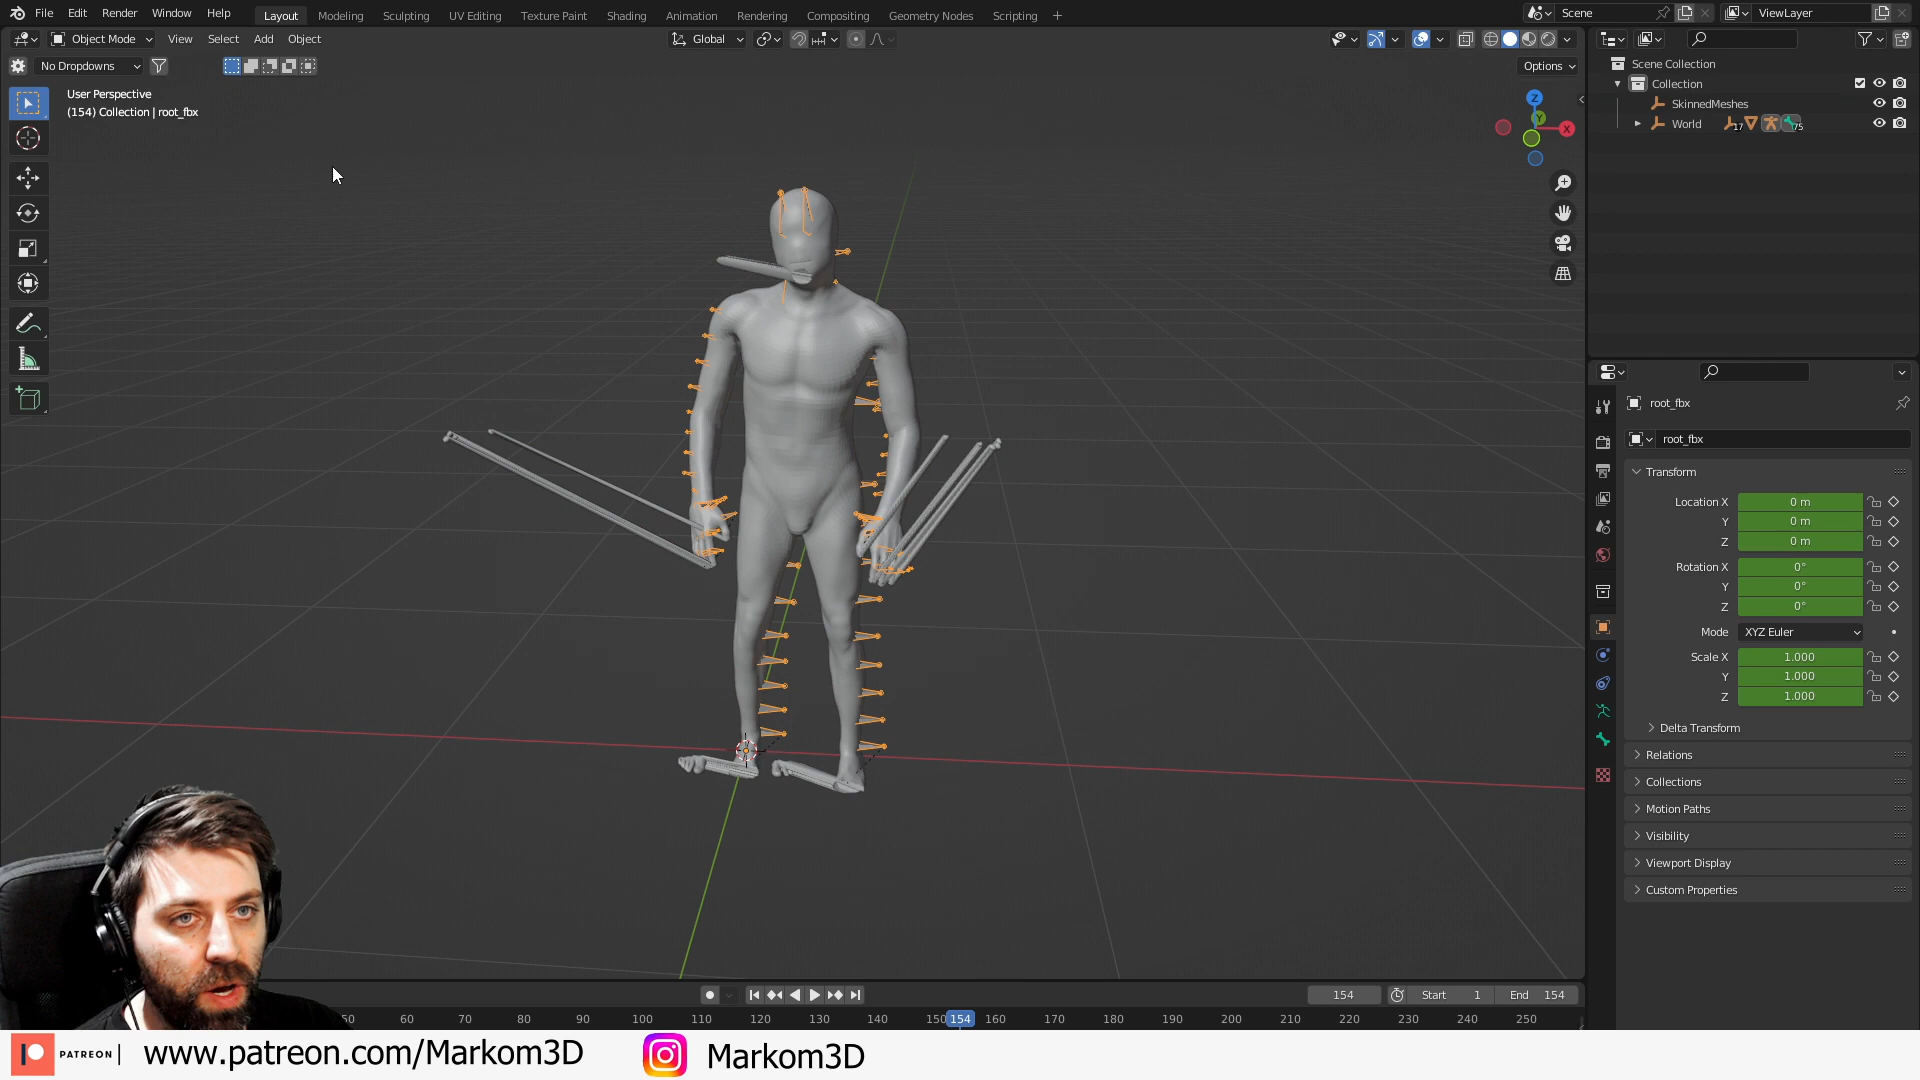 File Edit Render Window Help Layout Modeling Sculpting UV Editing Texture Paint Shading Animation Rendering Compositing Geometry Nodes Scripting + Scene ViewLayer
Object Mode View Select Add Object Global
No Dropdowns Options
User Perspective
(154) Collection | root_fbx
Z
Y
X
Scene Collection
Collection
SkinnedMeshes
World 17 75
root_fbx
root_fbx
Transform
Location X 0 m
Y 0 m
Z 0 m
Rotation X 0°
Y 0°
Z 0°
Mode XYZ Euler
Scale X 1.000
Y 1.000
Z 1.000
Delta Transform
Relations
Collections
Motion Paths
Visibility
Viewport Display
Custom Properties
154 Start 1 End 154
50 60 70 80 90 100 110 120 130 140 150 154 160 170 180 190 200 210 220 230 240 250
PATREON | www.patreon.com/Markom3D Markom3D